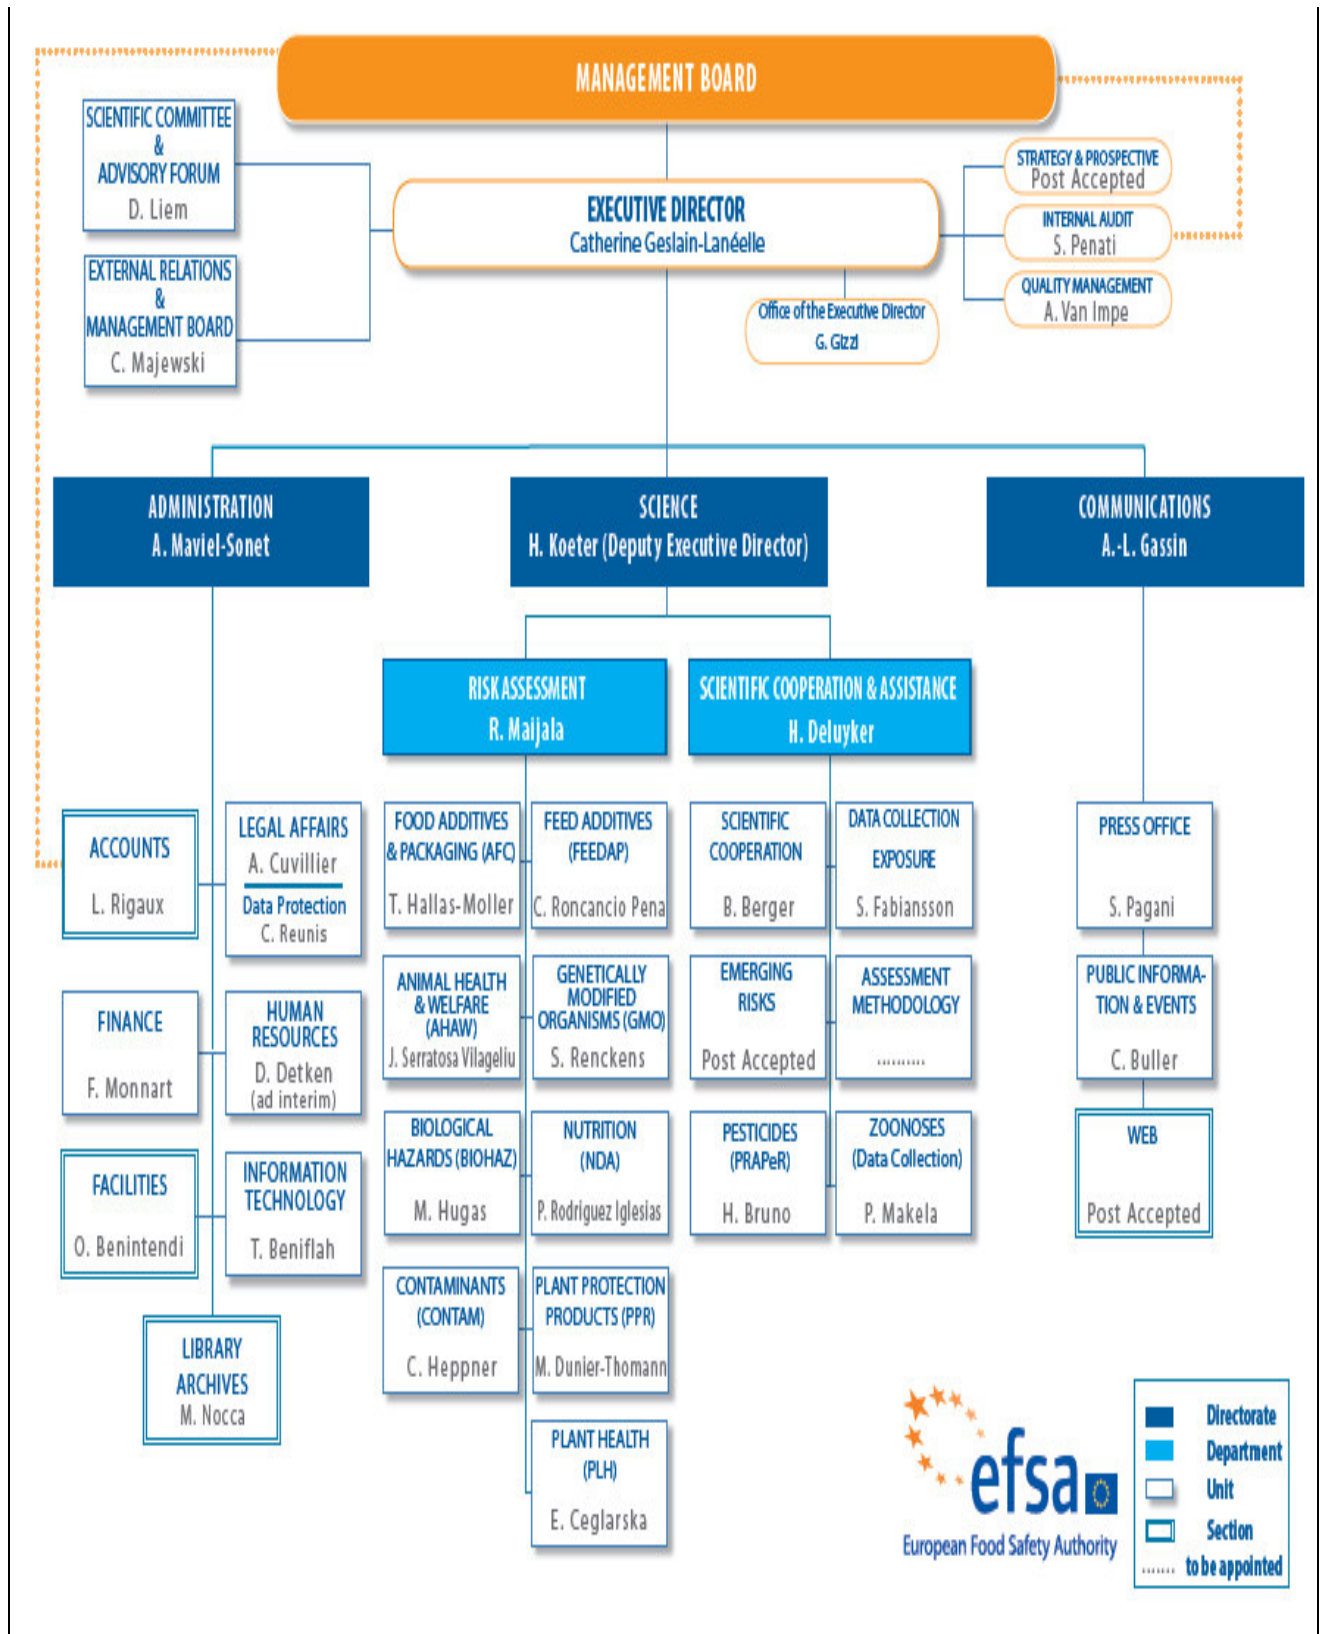 MANAGEMENT BOARD
SCIENTIFIC COMMITTEE
&
ADVISORY FORUM
D. Liem
EXTERNAL RELATIONS
&
MANAGEMENT BOARD
C. Majewski
EXECUTIVE DIRECTOR
Catherine Geslain-Lanéelle
Office of the Executive Director
G. Gizzi
STRATEGY & PROSPECTIVE
Post Accepted
INTERNAL AUDIT
S. Penati
QUALITY MANAGEMENT
A. Van Impe
ADMINISTRATION
A. Maviel-Sonet
SCIENCE
H. Koeter (Deputy Executive Director)
COMMUNICATIONS
A.-L. Gassin
RISK ASSESSMENT
R. Maijala
SCIENTIFIC COOPERATION & ASSISTANCE
H. Deluyker
ACCOUNTS
L. Rigaux
LEGAL AFFAIRS
A. Cuvillier
Data Protection
C. Reunis
FINANCE
F. Monnart
HUMAN
RESOURCES
D. Detken
(ad interim)
FACILITIES
O. Benintendi
INFORMATION
TECHNOLOGY
T. Beniflah
LIBRARY
ARCHIVES
M. Nocca
FOOD ADDITIVES
& PACKAGING (AFC)
T. Hallas-Moller
FEED ADDITIVES
(FEEDAP)
C. Roncancio Pena
ANIMAL HEALTH
& WELFARE
(AHAW)
J. Serratosa Vilageliu
GENETICALLY
MODIFIED
ORGANISMS (GMO)
S. Renckens
BIOLOGICAL
HAZARDS (BIOHAZ)
M. Hugas
NUTRITION
(NDA)
P. Rodriguez Iglesias
CONTAMINANTS
(CONTAM)
C. Heppner
PLANT PROTECTION
PRODUCTS (PPR)
M. Dunier-Thomann
PLANT HEALTH
(PLH)
E. Ceglarska
SCIENTIFIC
COOPERATION
B. Berger
DATA COLLECTION
EXPOSURE
S. Fabiansson
EMERGING
RISKS
Post Accepted
ASSESSMENT
METHODOLOGY
..........
PESTICIDES
(PRAPeR)
H. Bruno
ZOONOSES
(Data Collection)
P. Makela
PRESS OFFICE
S. Pagani
PUBLIC INFORMA-
TION & EVENTS
C. Buller
WEB
Post Accepted
efsa
European Food Safety Authority
Directorate
Department
Unit
Section
....... to be appointed